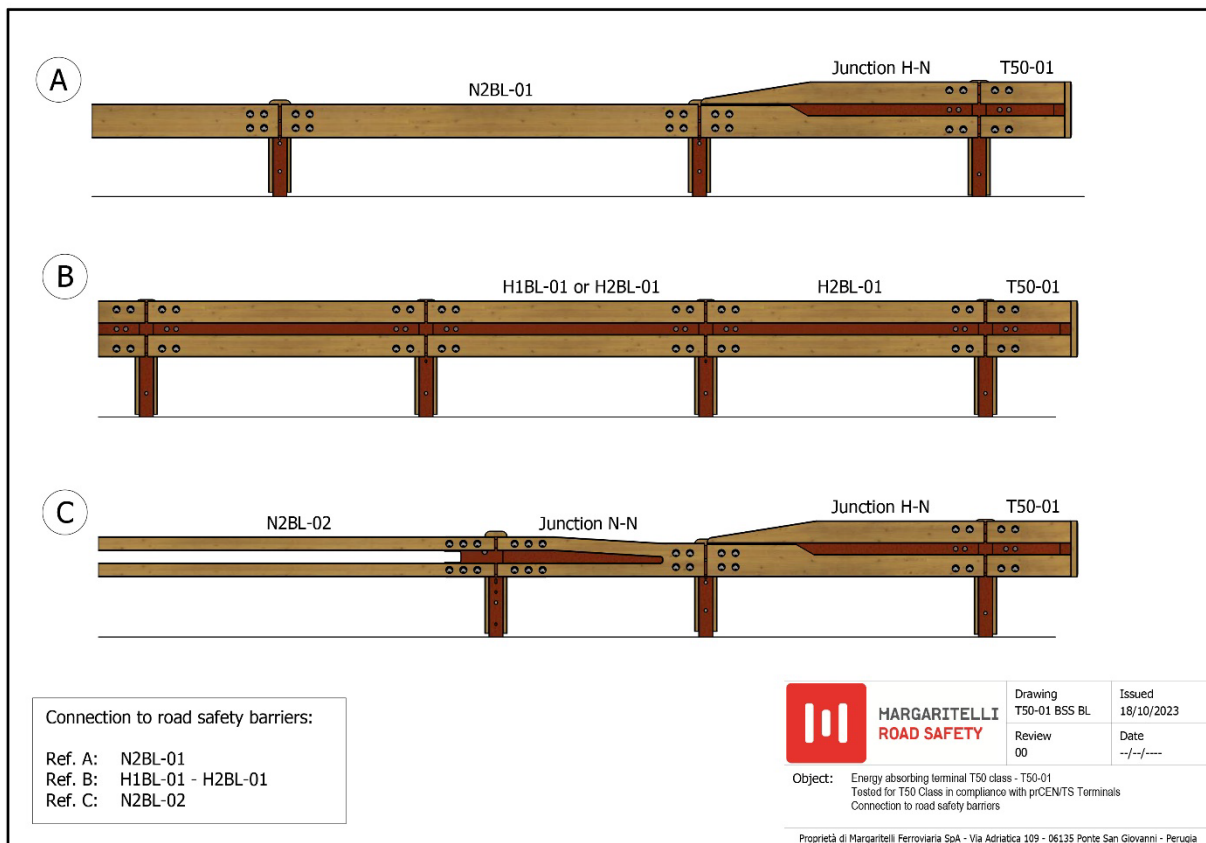 A
N2BL-01
Junction H-N
T50-01
B
H1BL-01 or H2BL-01
H2BL-01
T50-01
C
N2BL-02
Junction N-N
Junction H-N
T50-01
Connection to road safety barriers:
Ref. A: N2BL-01
Ref. B: H1BL-01 - H2BL-01
Ref. C: N2BL-02
MARGARITELLI
ROAD SAFETY
Drawing
T50-01 BSS BL
Issued
18/10/2023
Review
00
Date
--/--/----
Object: Energy absorbing terminal T50 class - T50-01
Tested for T50 Class in compliance with prCEN/TS Terminals
Connection to road safety barriers
Proprietà di Margaritelli Ferroviaria SpA - Via Adriatica 109 - 06135 Ponte San Giovanni - Perugia